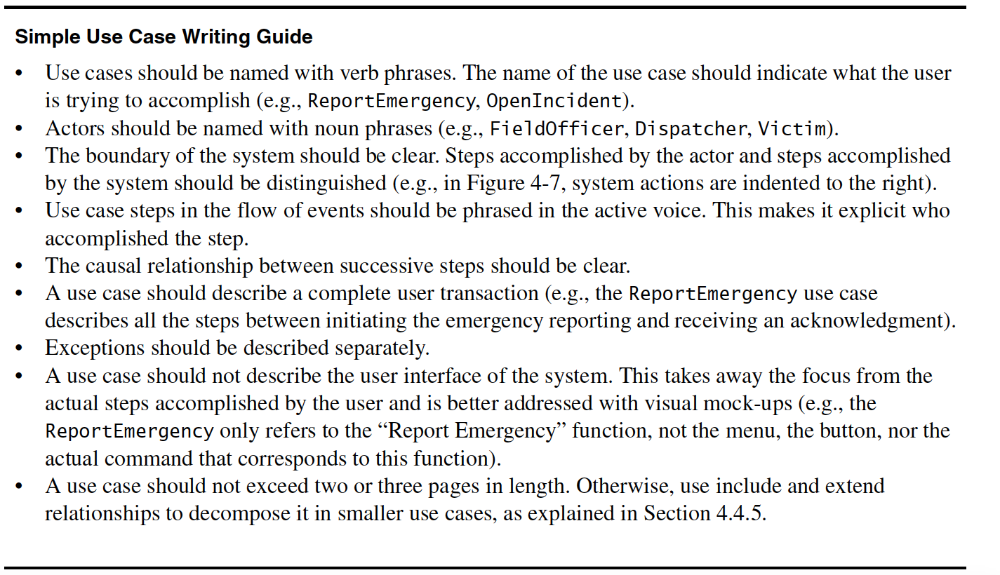 Simple Use Case Writing Guide
• Use cases should be named with verb phrases. The name of the use case should indicate what the user
is trying to accomplish (e.g., ReportEmergency, OpenIncident).
• Actors should be named with noun phrases (e.g., FieldOfficer, Dispatcher, Victim).
• The boundary of the system should be clear. Steps accomplished by the actor and steps accomplished
by the system should be distinguished (e.g., in Figure 4-7, system actions are indented to the right).
• Use case steps in the flow of events should be phrased in the active voice. This makes it explicit who
accomplished the step.
• The causal relationship between successive steps should be clear.
• A use case should describe a complete user transaction (e.g., the ReportEmergency use case
describes all the steps between initiating the emergency reporting and receiving an acknowledgment).
• Exceptions should be described separately.
• A use case should not describe the user interface of the system. This takes away the focus from the
actual steps accomplished by the user and is better addressed with visual mock-ups (e.g., the
ReportEmergency only refers to the “Report Emergency” function, not the menu, the button, nor the
actual command that corresponds to this function).
• A use case should not exceed two or three pages in length. Otherwise, use include and extend
relationships to decompose it in smaller use cases, as explained in Section 4.4.5.